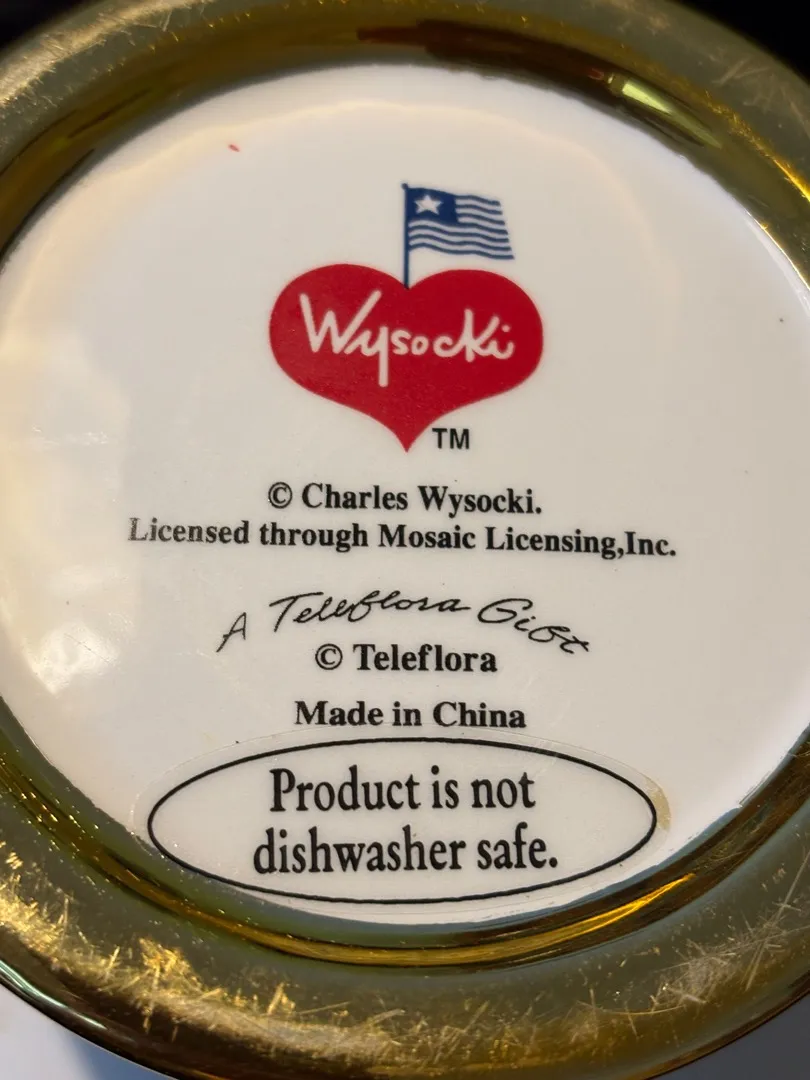 Wysocki
TM
© Charles Wysocki.
Licensed through Mosaic Licensing,Inc.
A Teleflora Gift
© Teleflora
Made in China
Product is not
dishwasher safe.